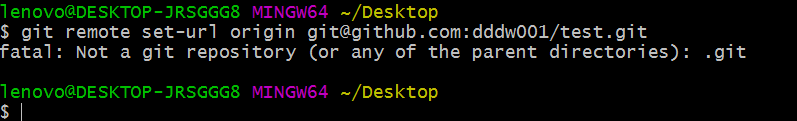 lenovo@DESKTOP-JRSGGG8 MINGW64 ~/Desktop
$ git remote set-url origin git@github.com:dddw001/test.git
fatal: Not a git repository (or any of the parent directories): .git
lenovo@DESKTOP-JRSGGG8 MINGW64 ~/Desktop
$